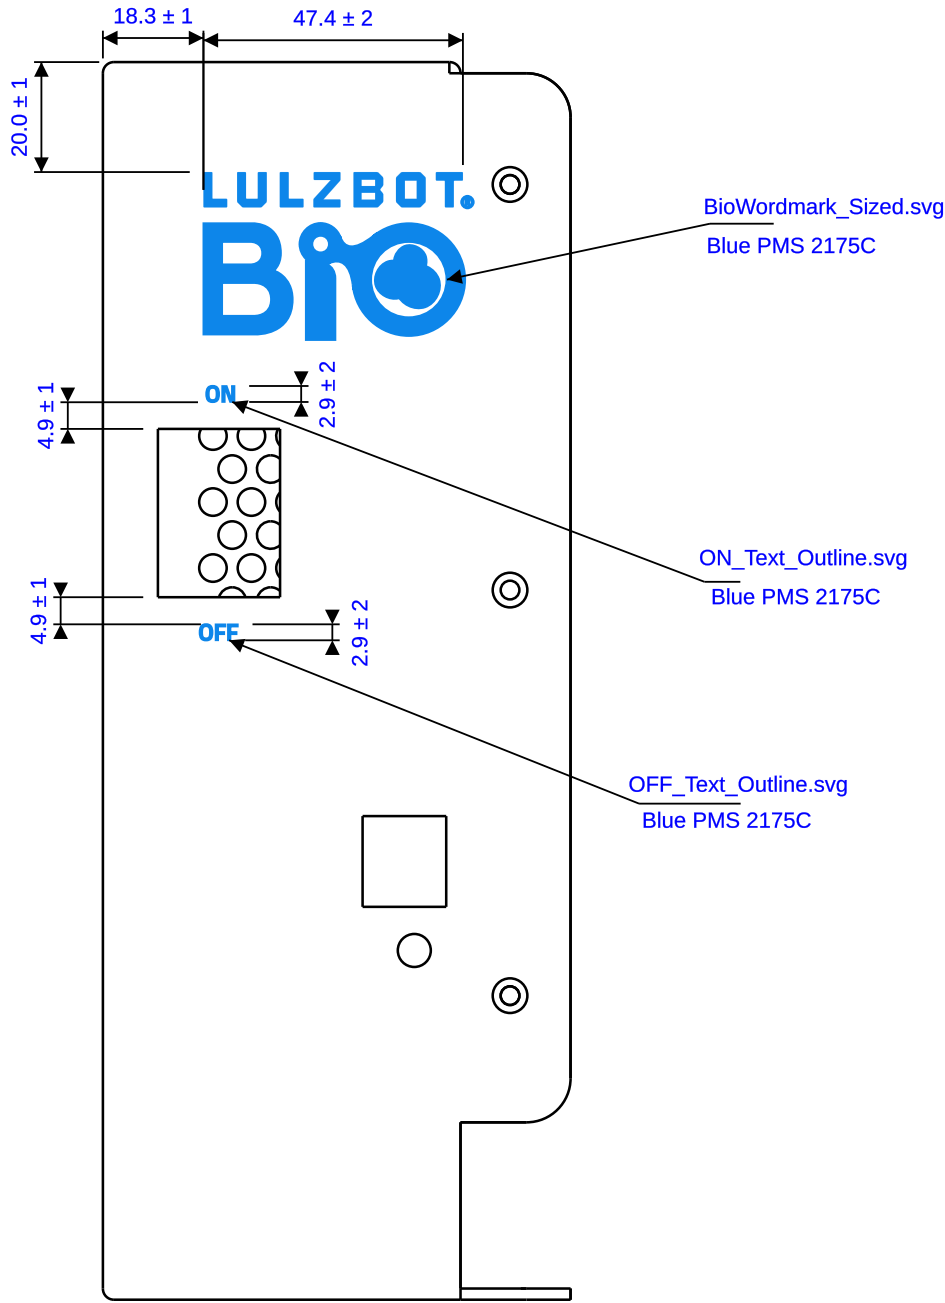 18.3 ± 1
47.4 ± 2
20.0 ± 1
LULZBOT®
Bio
BioWordmark_Sized.svg
Blue PMS 2175C
4.9 ± 1
ON
2.9 ± 2
ON_Text_Outline.svg
Blue PMS 2175C
4.9 ± 1
OFF
2.9 ± 2
OFF_Text_Outline.svg
Blue PMS 2175C